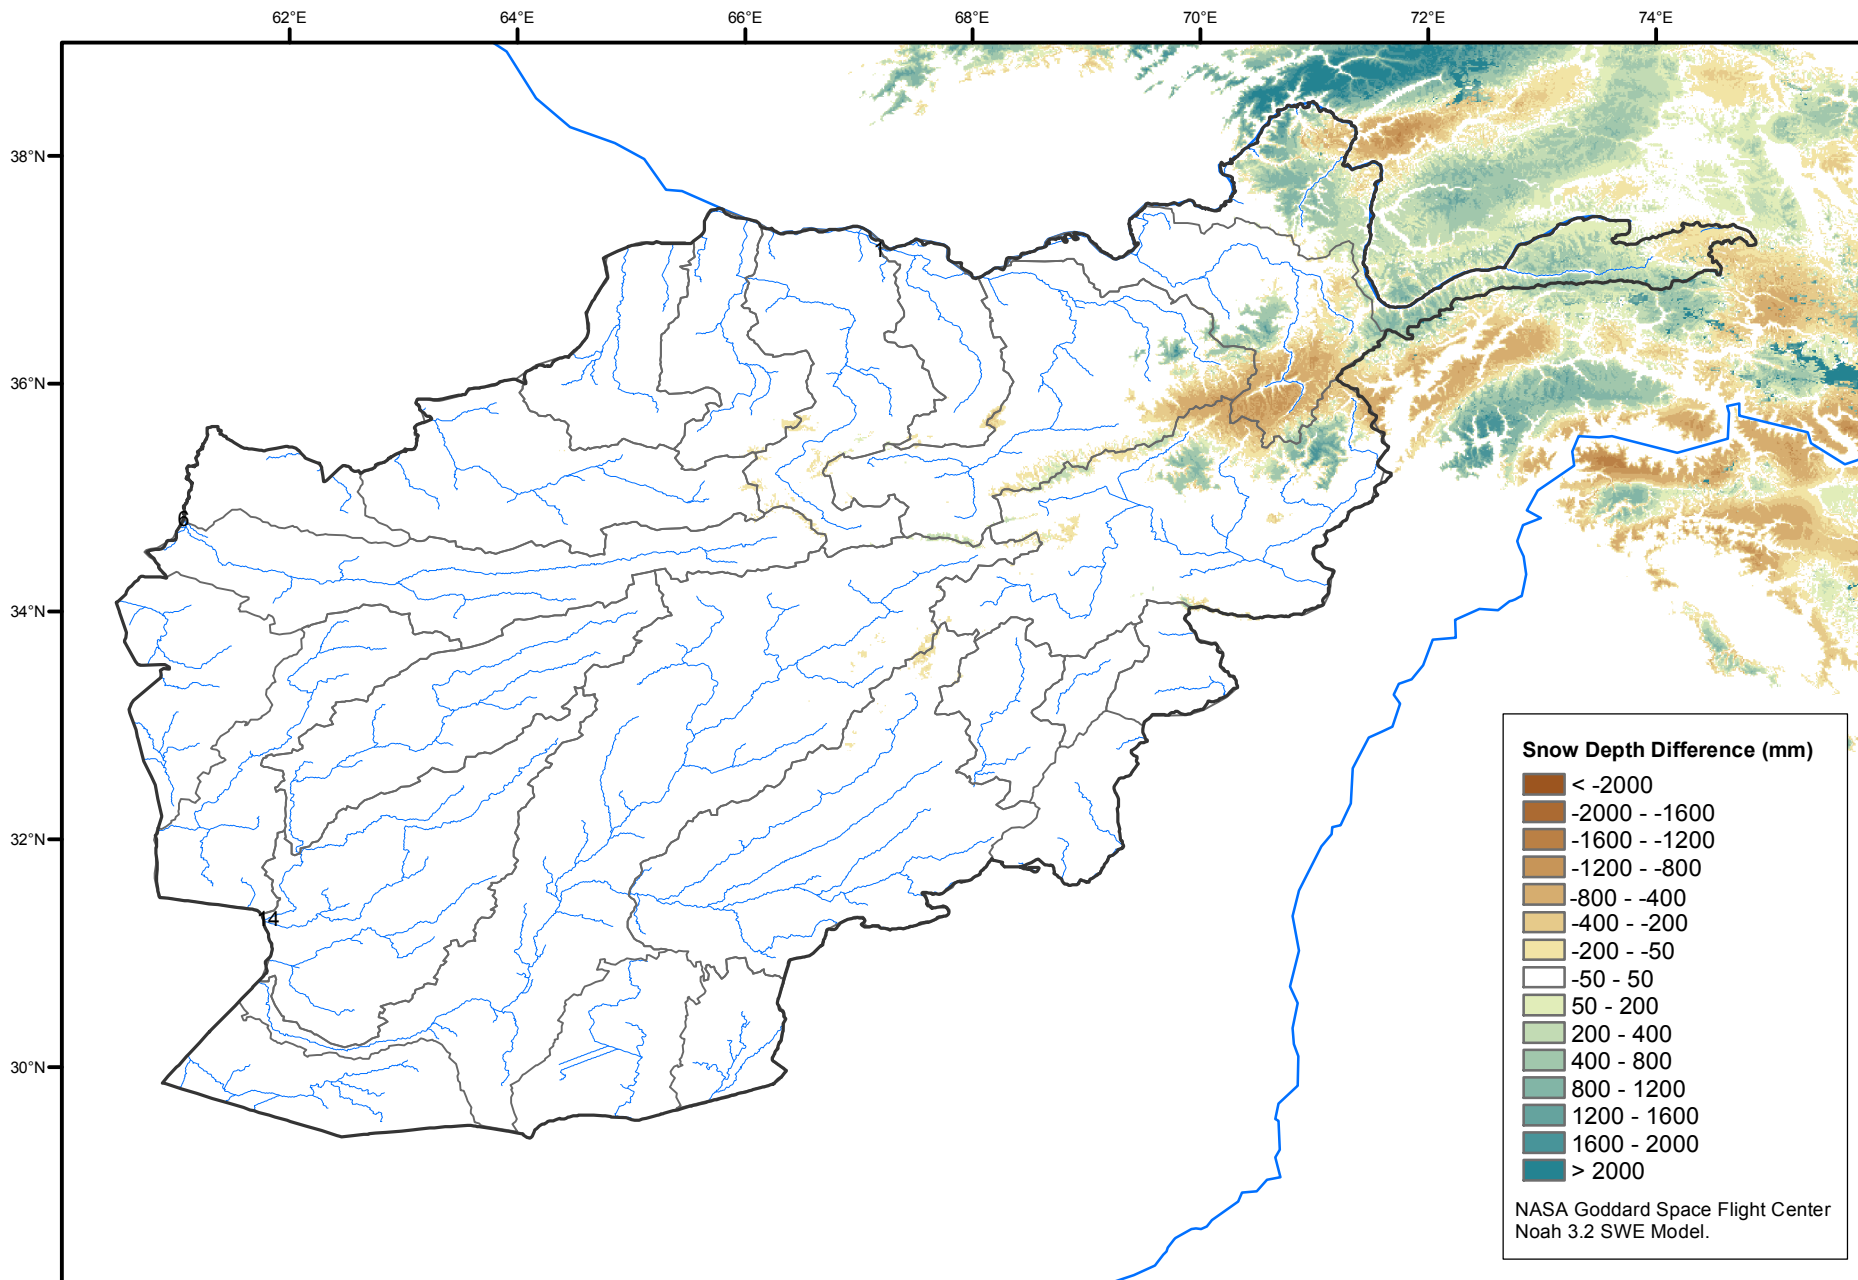 62°E 64°E 66°E 68°E 70°E 72°E 74°E
38°N
1
36°N
6
34°N
32°N
14
30°N
Snow Depth Difference (mm)
< -2000
-2000 - -1600
-1600 - -1200
-1200 - -800
-800 - -400
-400 - -200
-200 - -50
-50 - 50
50 - 200
200 - 400
400 - 800
800 - 1200
1200 - 1600
1600 - 2000
> 2000
NASA Goddard Space Flight Center
Noah 3.2 SWE Model.